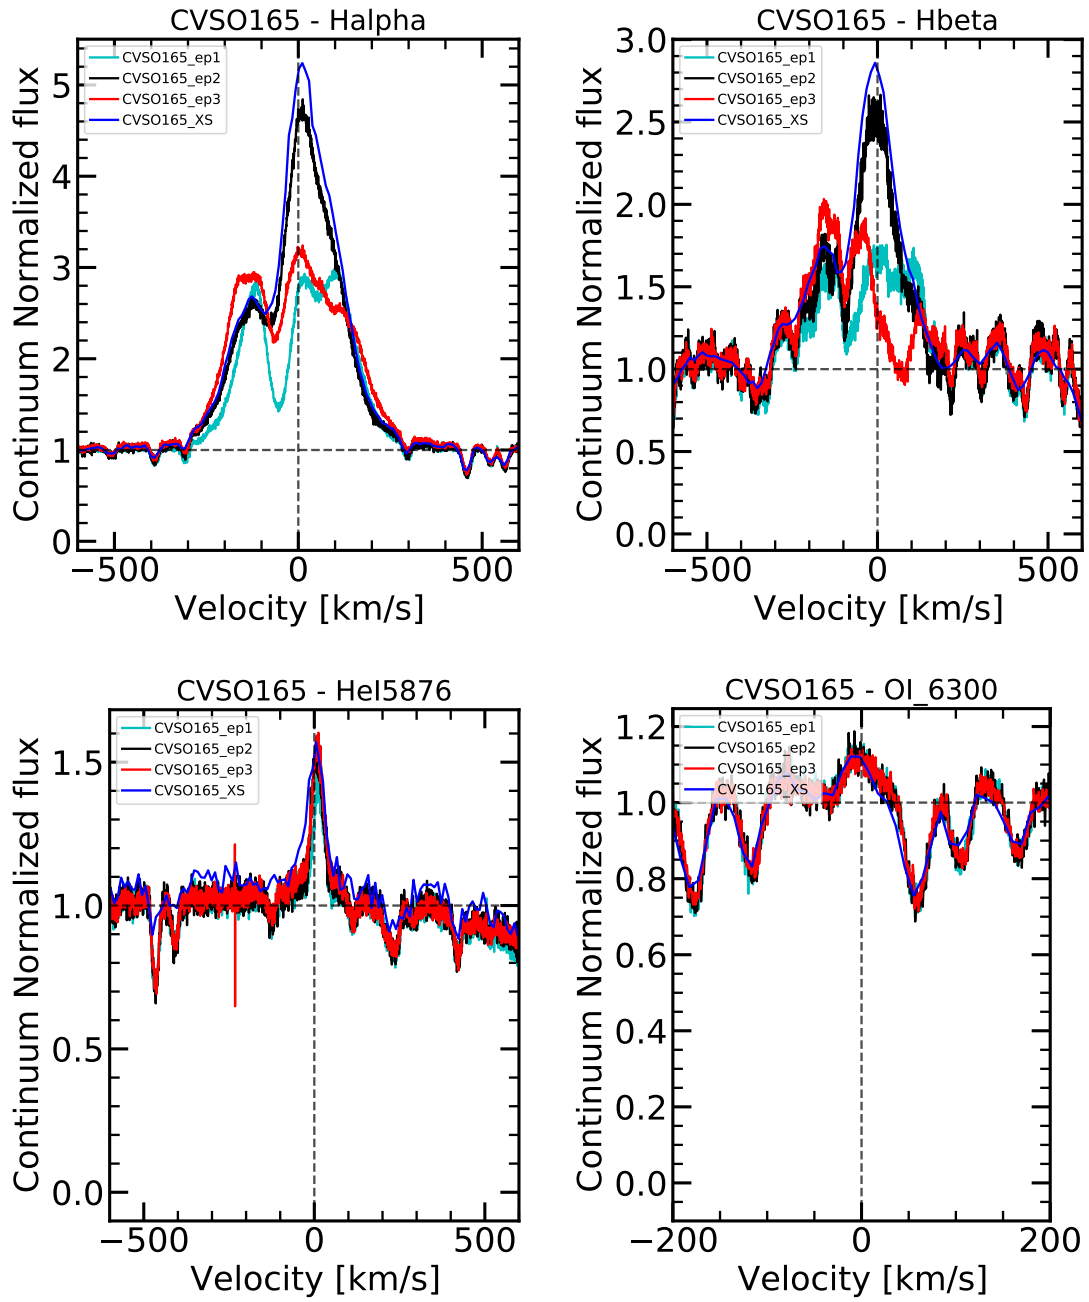 CVSO165 - Halpha
CVSO165_ep1
CVSO165_ep2
CVSO165_ep3
CVSO165_XS
Continuum Normalized flux
5
4
3
2
1
0
−500 0 500
Velocity [km/s]
CVSO165 - Hbeta
CVSO165_ep1
CVSO165_ep2
CVSO165_ep3
CVSO165_XS
Continuum Normalized flux
3.0
2.5
2.0
1.5
1.0
0.5
0.0
−500 0 500
Velocity [km/s]
CVSO165 - HeI5876
CVSO165_ep1
CVSO165_ep2
CVSO165_ep3
CVSO165_XS
Continuum Normalized flux
1.5
1.0
0.5
0.0
−500 0 500
Velocity [km/s]
CVSO165 - OI_6300
CVSO165_ep1
CVSO165_ep2
CVSO165_ep3
CVSO165_XS
Continuum Normalized flux
1.2
1.0
0.8
0.6
0.4
0.2
0.0
−200 −100 0 100 200
Velocity [km/s]